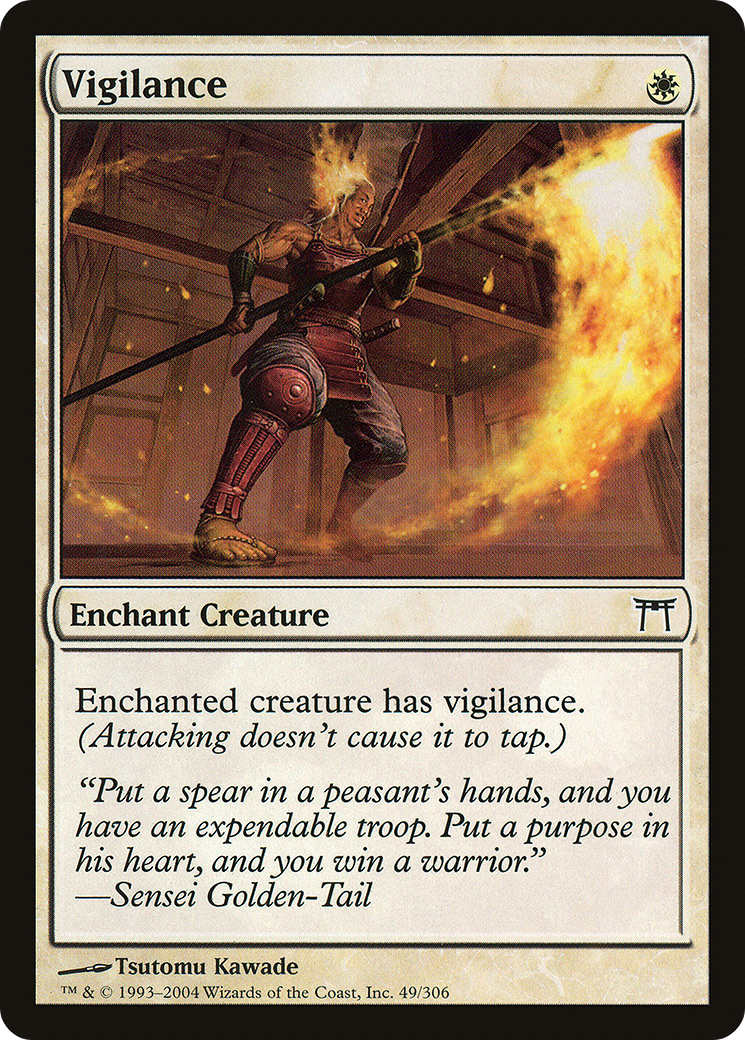 Vigilance
Enchant Creature
Enchanted creature has vigilance.
(Attacking doesn't cause it to tap.)
“Put a spear in a peasant's hands, and you
have an expendable troop. Put a purpose in
his heart, and you win a warrior.”
—Sensei Golden-Tail
Tsutomu Kawade
™ & © 1993–2004 Wizards of the Coast, Inc. 49/306